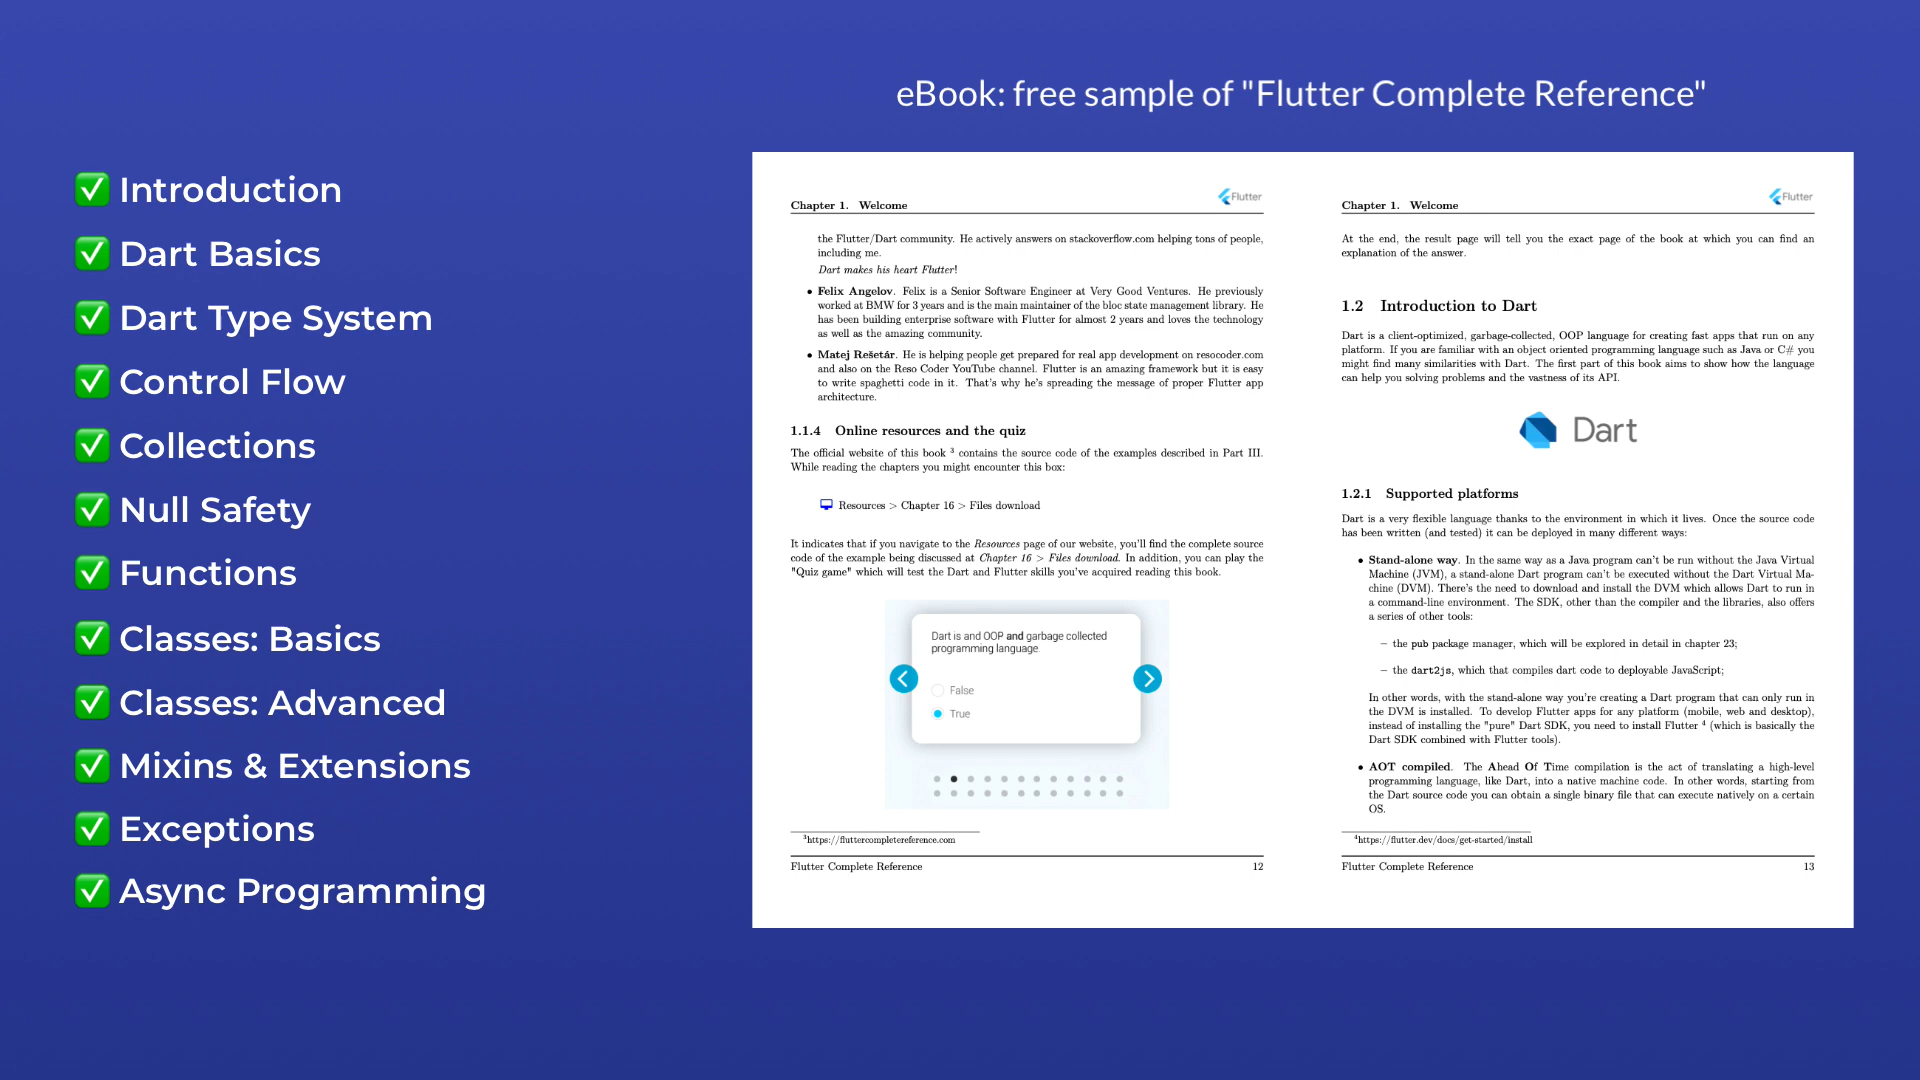 eBook: free sample of "Flutter Complete Reference"
Introduction
Dart Basics
Dart Type System
Control Flow
Collections
Null Safety
Functions
Classes: Basics
Classes: Advanced
Mixins & Extensions
Exceptions
Async Programming
Chapter 1. Welcome
Flutter
the Flutter/Dart community. He actively answers on stackoverflow.com helping tons of people,
including me.
Dart makes his heart Flutter!
• Felix Angelov. Felix is a Senior Software Engineer at Very Good Ventures. He previously
worked at BMW for 3 years and is the main maintainer of the bloc state management library. He
has been building enterprise software with Flutter for almost 2 years and loves the technology
as well as the amazing community.
• Matej Rešetár. He is helping people get prepared for real app development on resocoder.com
and also on the Reso Coder YouTube channel. Flutter is an amazing framework but it is easy
to write spaghetti code in it. That's why he's spreading the message of proper Flutter app
architecture.
1.1.4 Online resources and the quiz
The official website of this book 3 contains the source code of the examples described in Part III.
While reading the chapters you might encounter this box:
Resources > Chapter 16 > Files download
It indicates that if you navigate to the Resources page of our website, you'll find the complete source
code of the example being discussed at Chapter 16 > Files download. In addition, you can play the
"Quiz game" which will test the Dart and Flutter skills you've acquired reading this book.
Dart is and OOP and garbage collected
programming language.
False
True
3https://fluttercompletereference.com
Flutter Complete Reference 12
Chapter 1. Welcome
Flutter
At the end, the result page will tell you the exact page of the book at which you can find an
explanation of the answer.
1.2 Introduction to Dart
Dart is a client-optimized, garbage-collected, OOP language for creating fast apps that run on any
platform. If you are familiar with an object oriented programming language such as Java or C# you
might find many similarities with Dart. The first part of this book aims to show how the language
can help you solving problems and the vastness of its API.
Dart
1.2.1 Supported platforms
Dart is a very flexible language thanks to the environment in which it lives. Once the source code
has been written (and tested) it can be deployed in many different ways:
• Stand-alone way. In the same way as a Java program can't be run without the Java Virtual
Machine (JVM), a stand-alone Dart program can't be executed without the Dart Virtual Ma-
chine (DVM). There's the need to download and install the DVM which allows Dart to run in
a command-line environment. The SDK, other than the compiler and the libraries, also offers
a series of other tools:
– the pub package manager, which will be explored in detail in chapter 23;
– the dart2js, which that compiles dart code to deployable JavaScript;
In other words, with the stand-alone way you're creating a Dart program that can only run in
the DVM is installed. To develop Flutter apps for any platform (mobile, web and desktop),
instead of installing the "pure" Dart SDK, you need to install Flutter 4 (which is basically the
Dart SDK combined with Flutter tools).
• AOT compiled. The Ahead Of Time compilation is the act of translating a high-level
programming language, like Dart, into a native machine code. In other words, starting from
the Dart source code you can obtain a single binary file that can execute natively on a certain
OS.
4https://flutter.dev/docs/get-started/install
Flutter Complete Reference 13